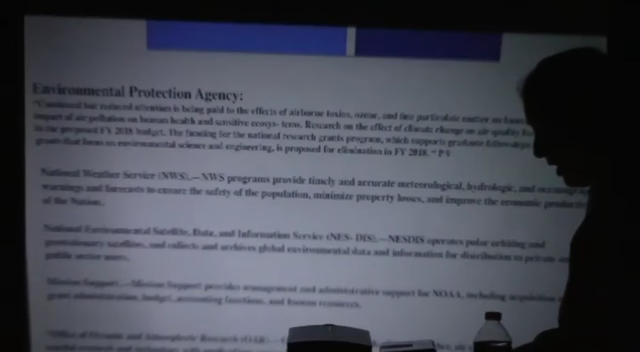 Environmental Protection Agency:
"Continued but reduced attention is being paid to the effects of airborne toxins, ozone, and fine particulate matter on
impact of air pollution on human health and sensitive ecosys- tems. Research on the effect of climate change on air quality
in the proposed FY 2018 budget. The funding for the national research grants program, which supports graduate fellowships
grants that focus on environmental science and engineering, is proposed for elimination in FY 2018. "
National Weather Service (NWS).—NWS programs provide timely and accurate meteorological, hydrologic, and
warnings and forecasts to ensure the safety of the population, minimize property losses, and improve the economic
of the Nation.
National Environmental Satellite, Data, and Information Service (NES- DIS).—NESDIS operates polar orbiting and
geostationary satellites, and collects and archives global environmental data and information for distribution to private
public sector users.
Mission Support.—Mission Support provides management and administrative support for NOAA, including acquisition
grant administration, budget, accounting functions, and human resources.
"Office of Oceanic and Atmospheric Research (OAR).—